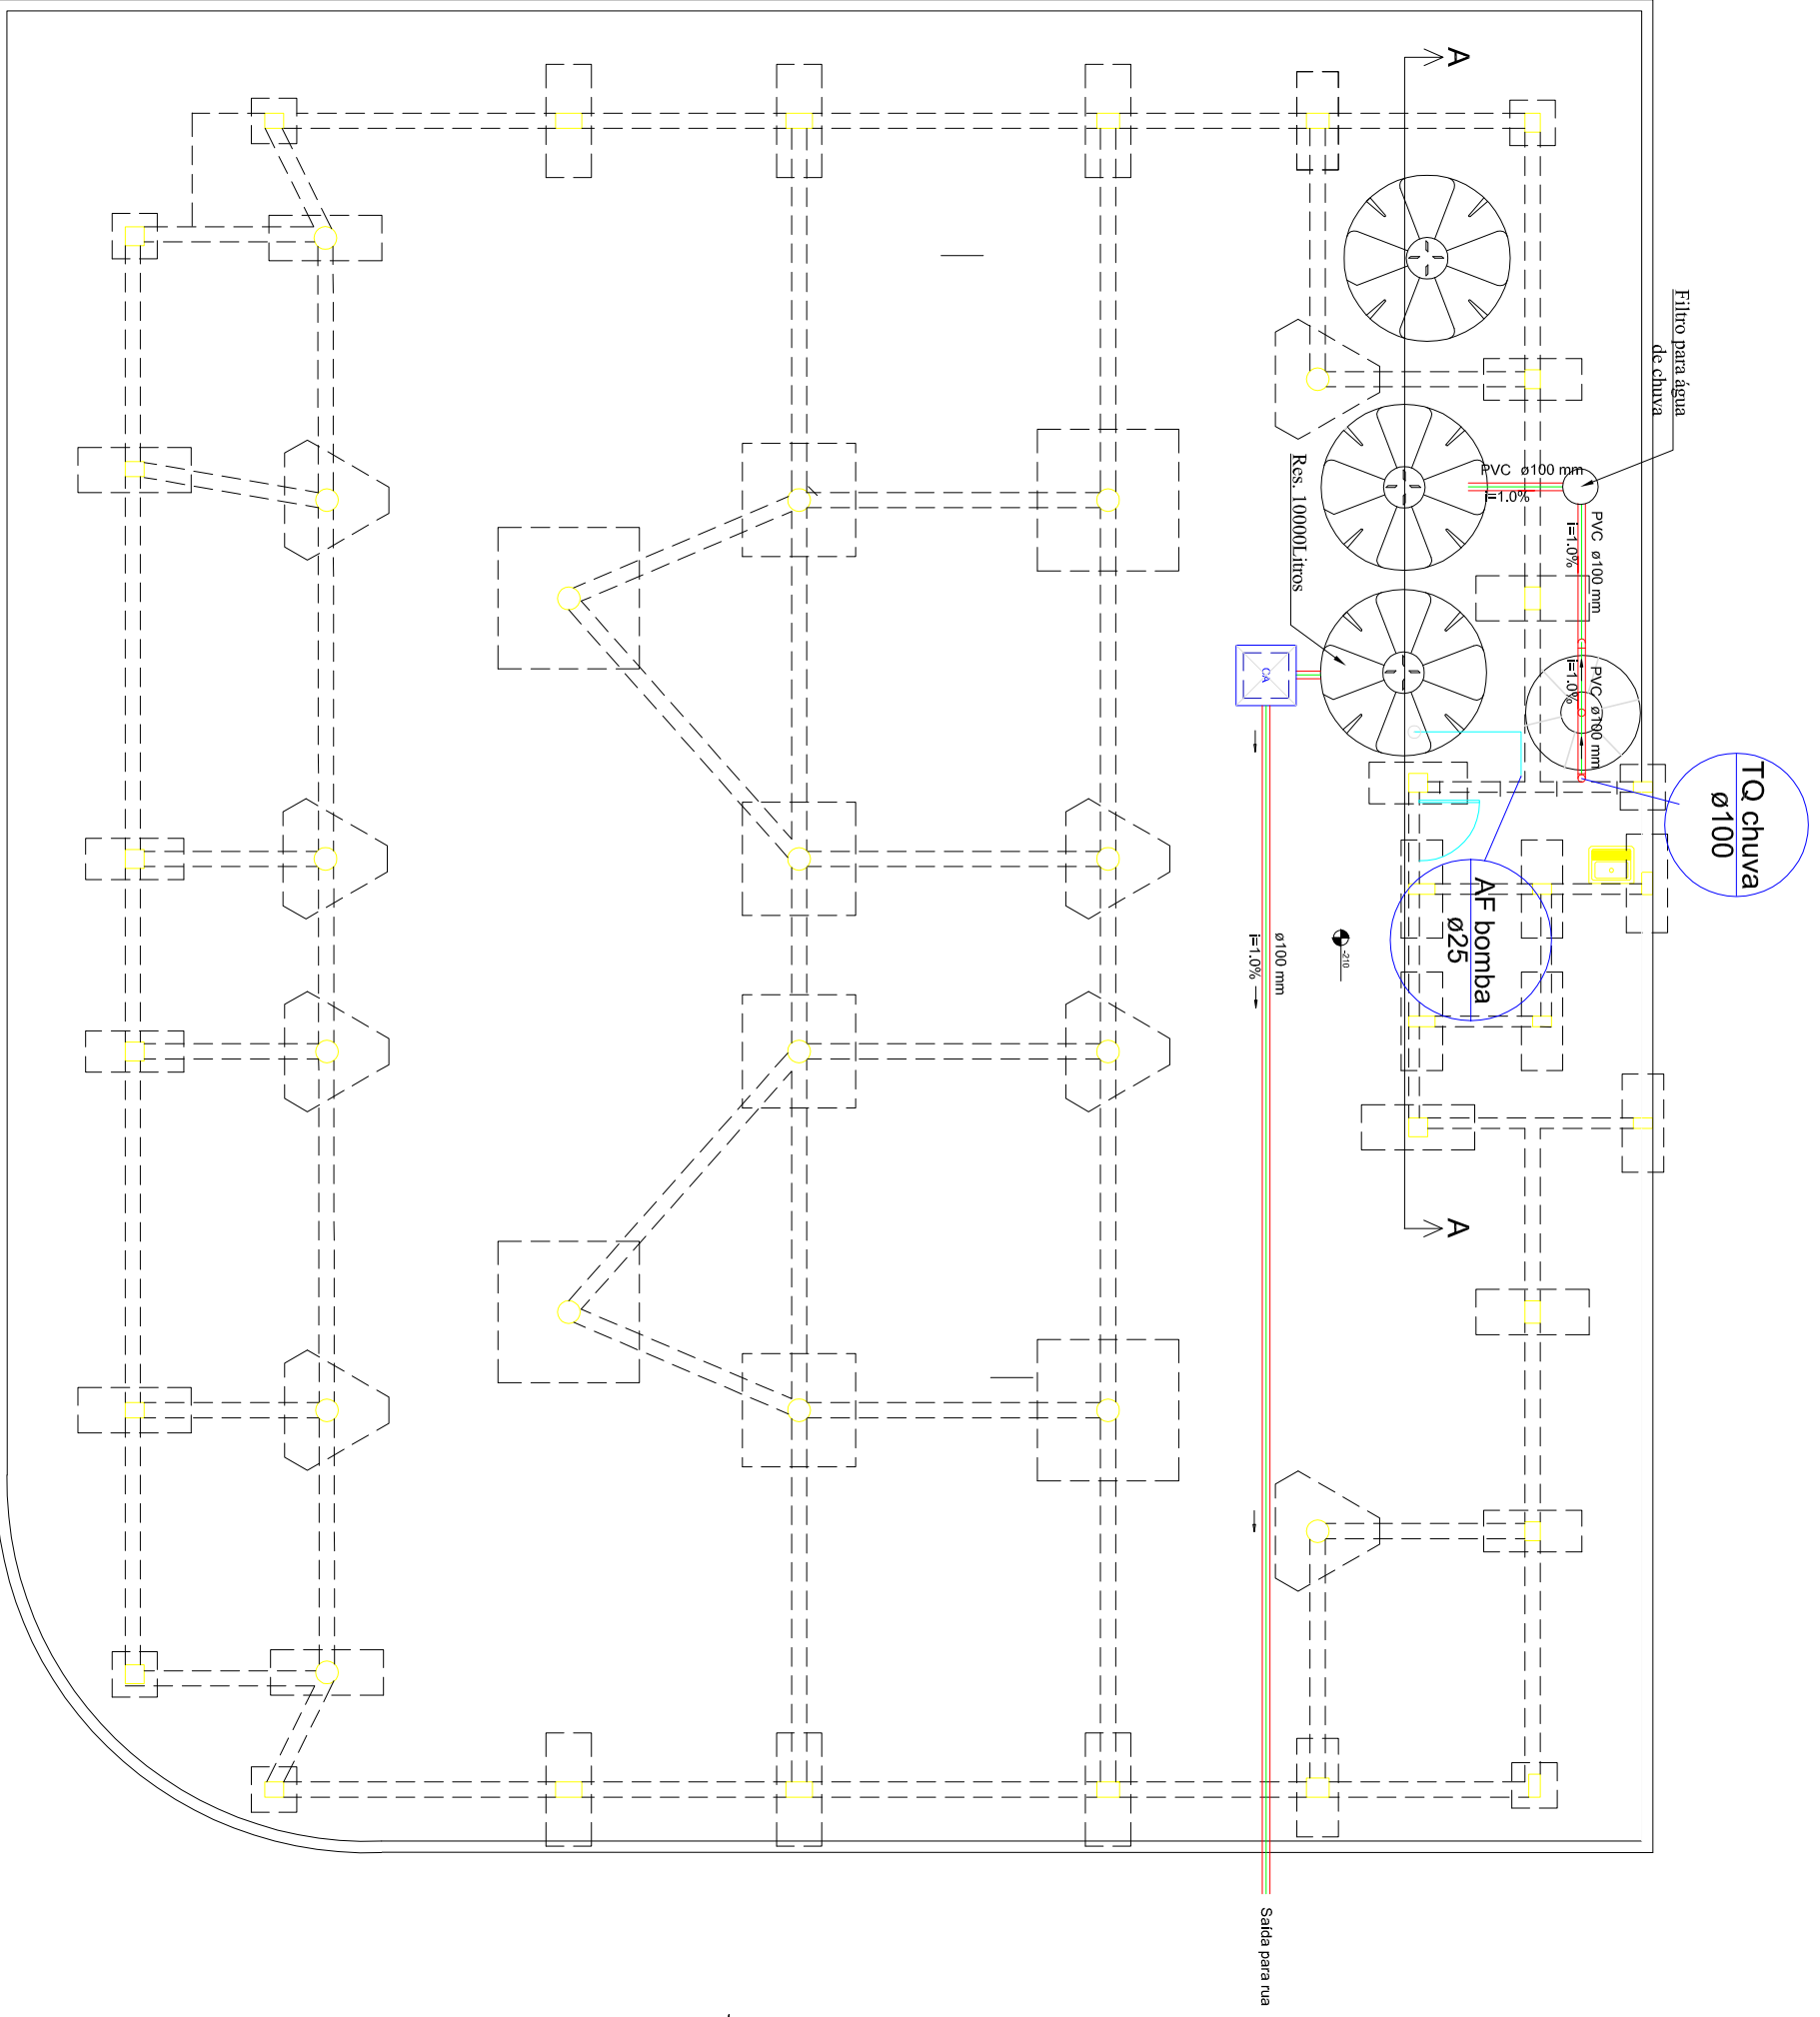 A
Filtro para água
de chuva
PVC ø100 mm
i=1.0%
PVC ø100 mm
i=1.0%
Res. 10000Litros
PVC ø100 mm
i=1.0%
CA
TQ chuva
ø100
AF bomba
ø25
-210
ø100 mm
i=1.0%
A
Saída para rua